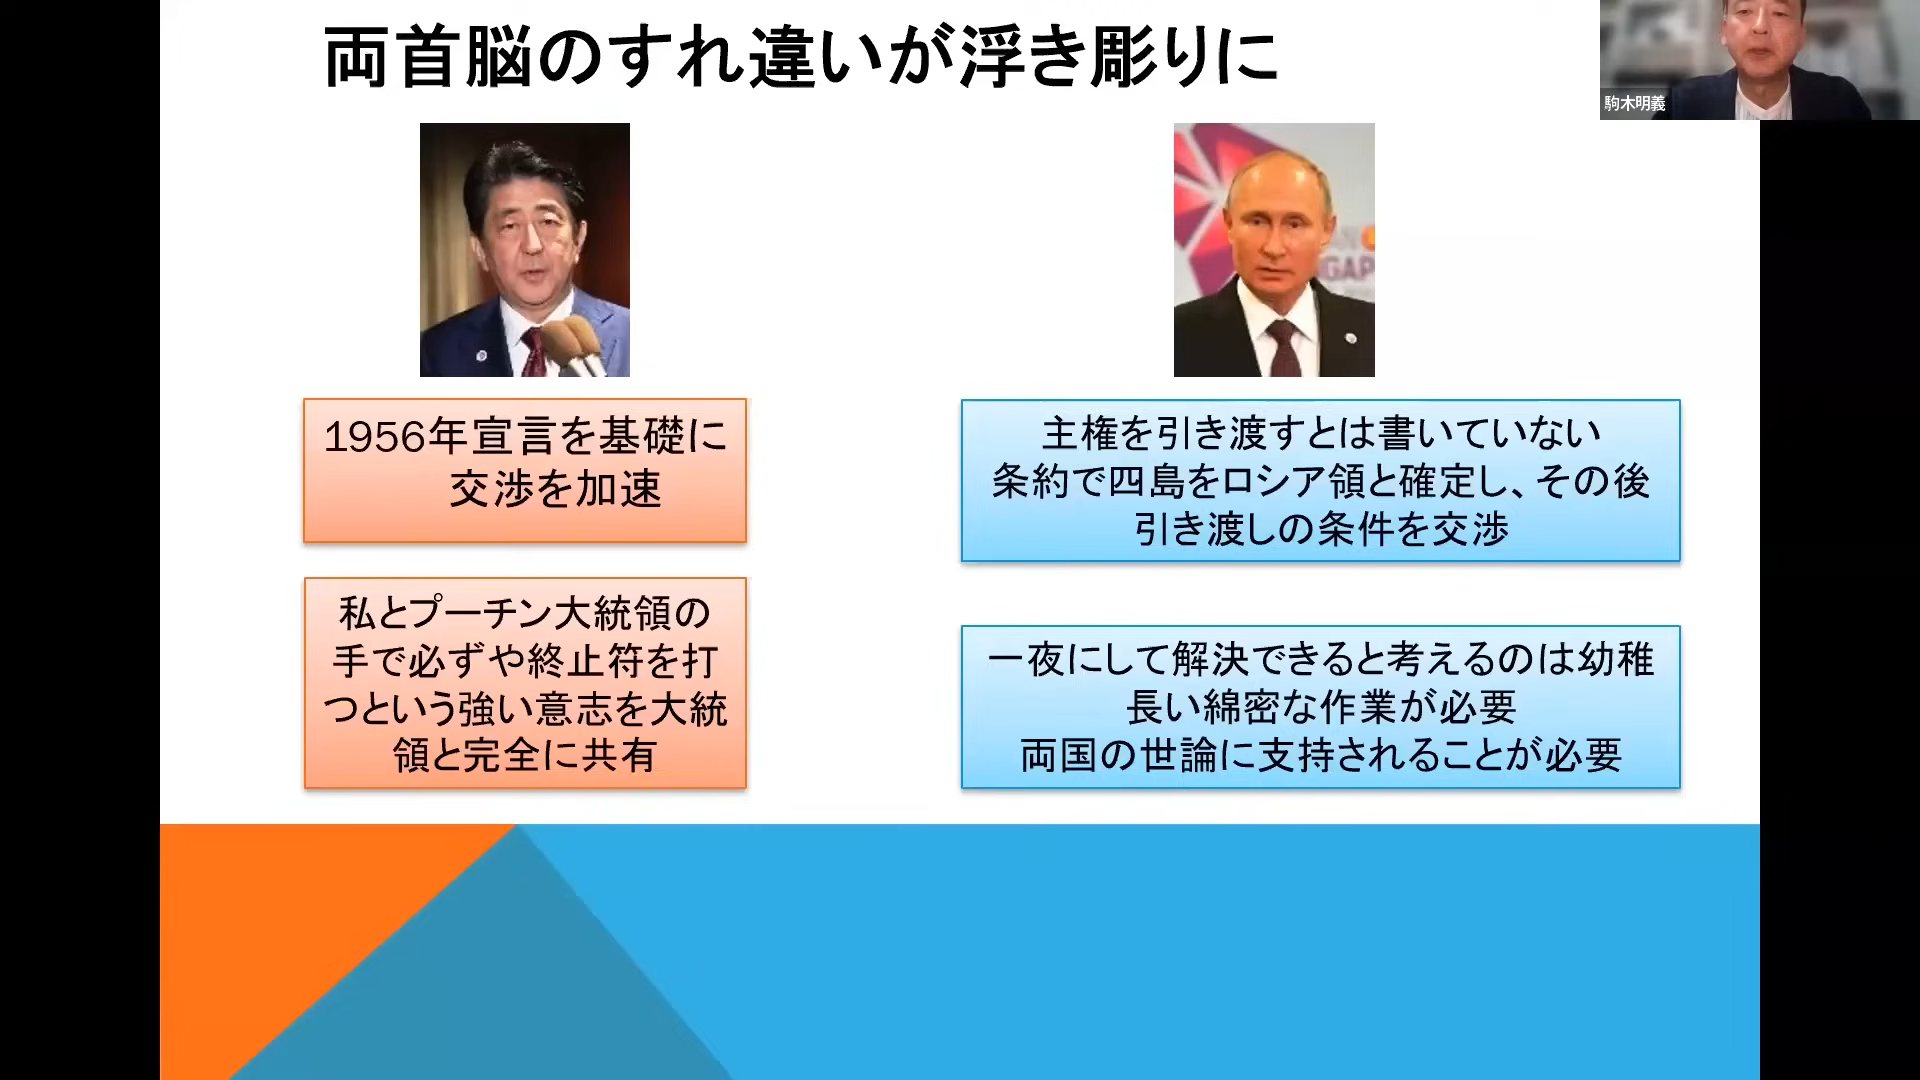 両首脳のすれ違いが浮き彫りに
駒木明義
1956年宣言を基礎に
交渉を加速
私とプーチン大統領の
手で必ずや終止符を打
つという強い意志を大統
領と完全に共有
主権を引き渡すとは書いていない
条約で四島をロシア領と確定し、その後
引き渡しの条件を交渉
一夜にして解決できると考えるのは幼稚
長い綿密な作業が必要
両国の世論に支持されることが必要